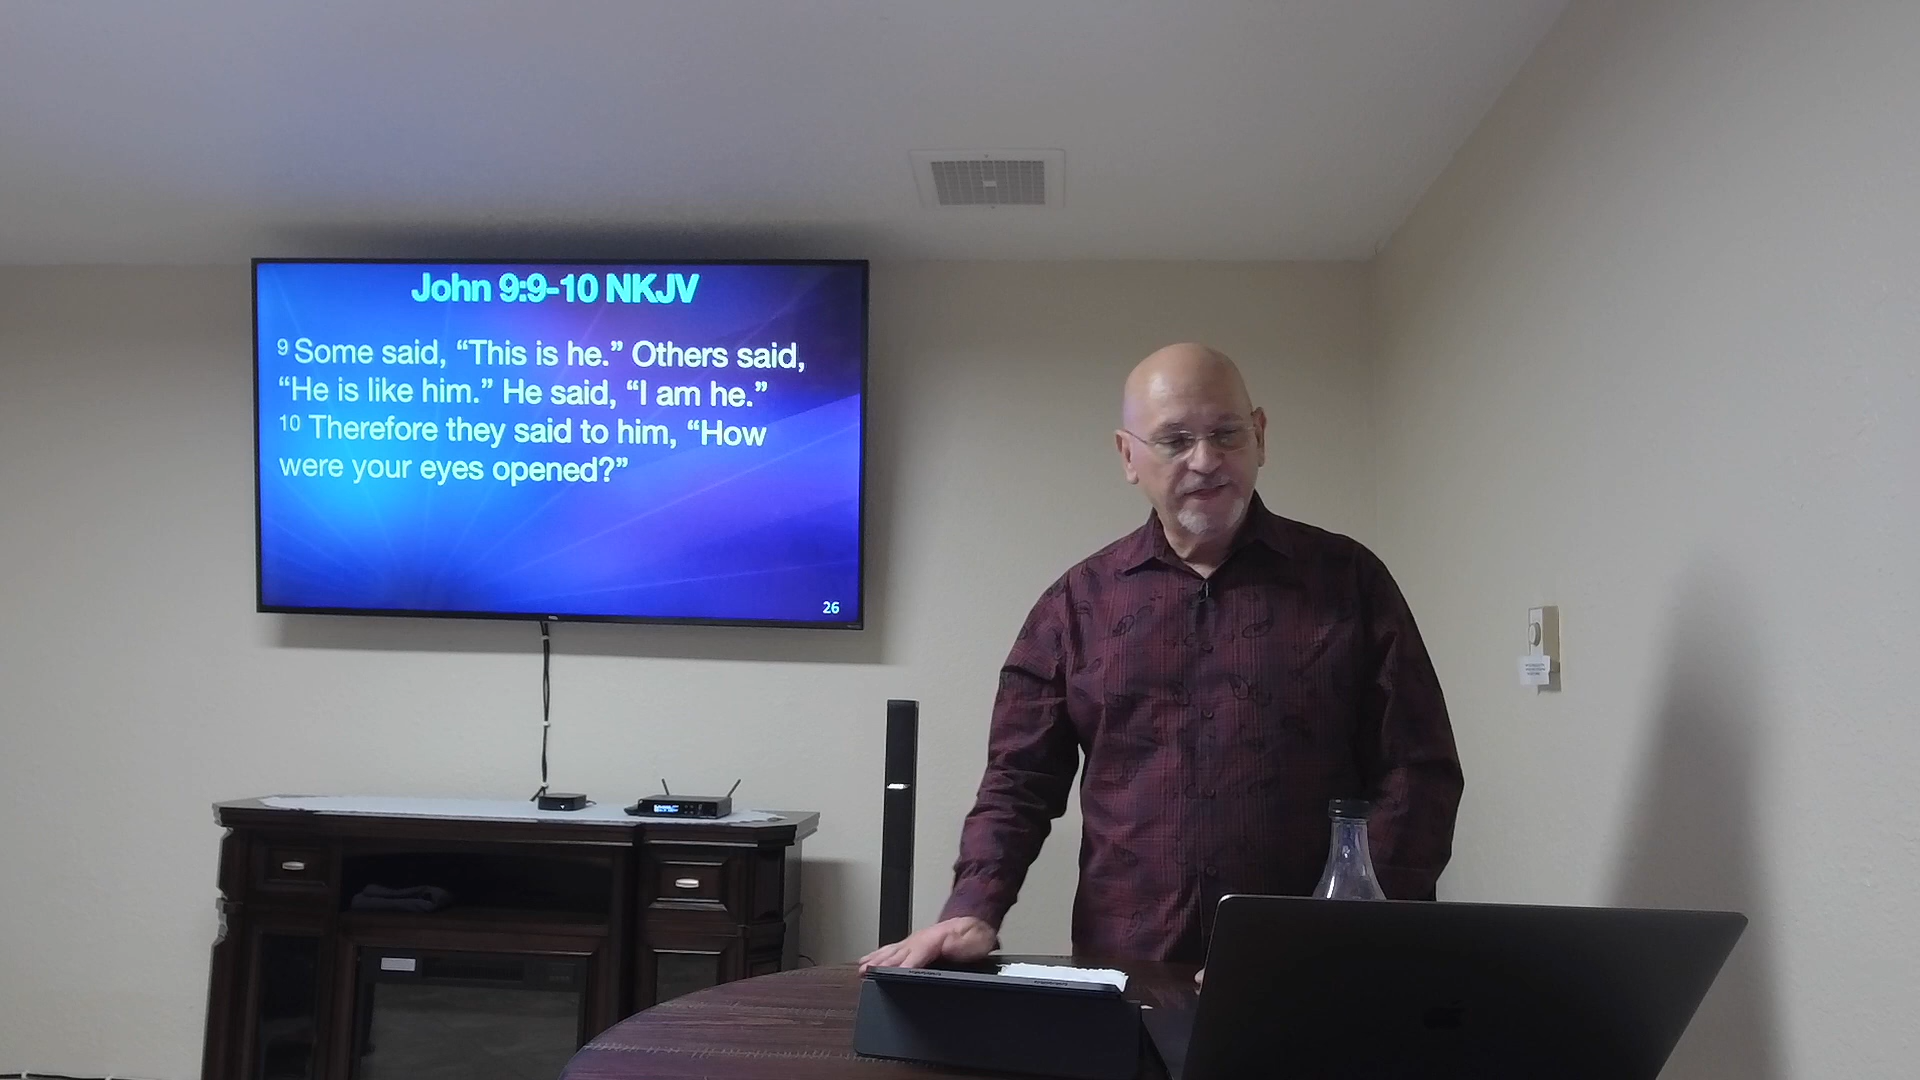 John 9:9-10 NKJV
9 Some said, “This is he.” Others said,
“He is like him.” He said, “I am he.”
10 Therefore they said to him, “How
were your eyes opened?”
26